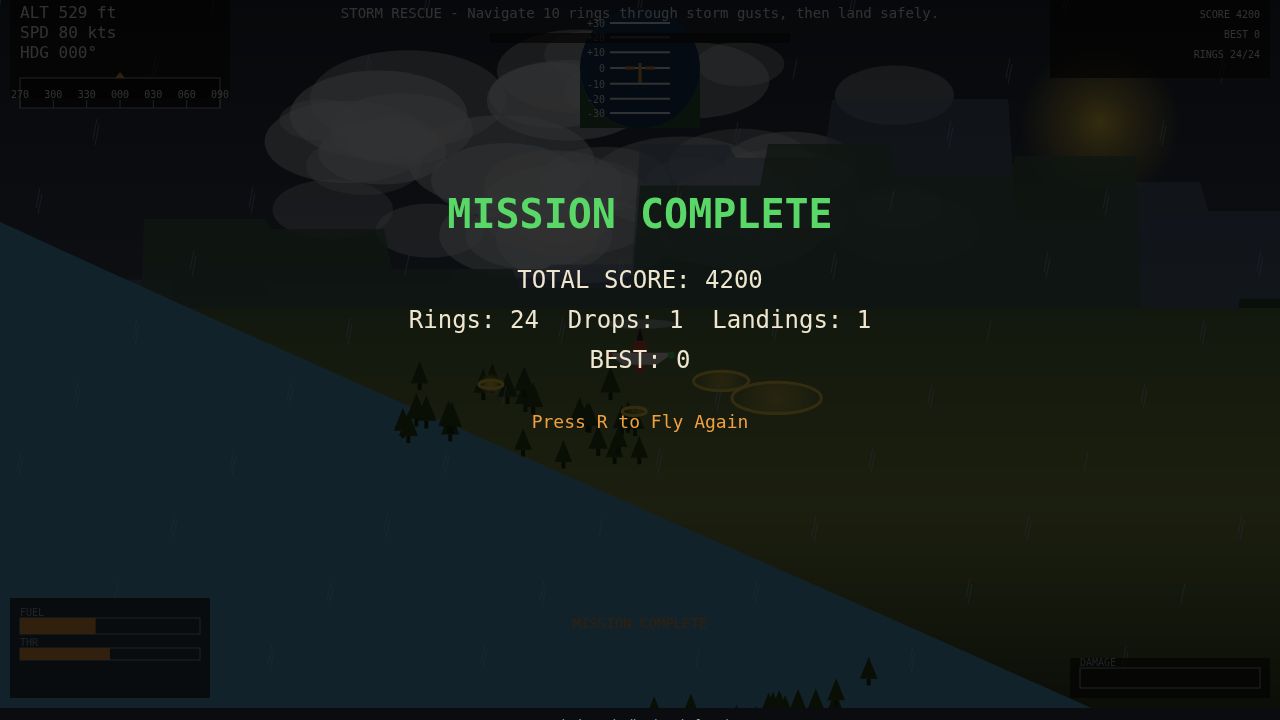 ALT 529 ft
SPD 80 kts
HDG 000°
270 300 330 000 030 060 090
STORM RESCUE - Navigate 10 rings through storm gusts, then land safely.
+30
+20
+10
0
-10
-20
-30
SCORE 4200
BEST 0
RINGS 24/24
MISSION COMPLETE
TOTAL SCORE: 4200
Rings: 24 Drops: 1 Landings: 1
BEST: 0
Press R to Fly Again
MISSION COMPLETE
FUEL
THR
DAMAGE